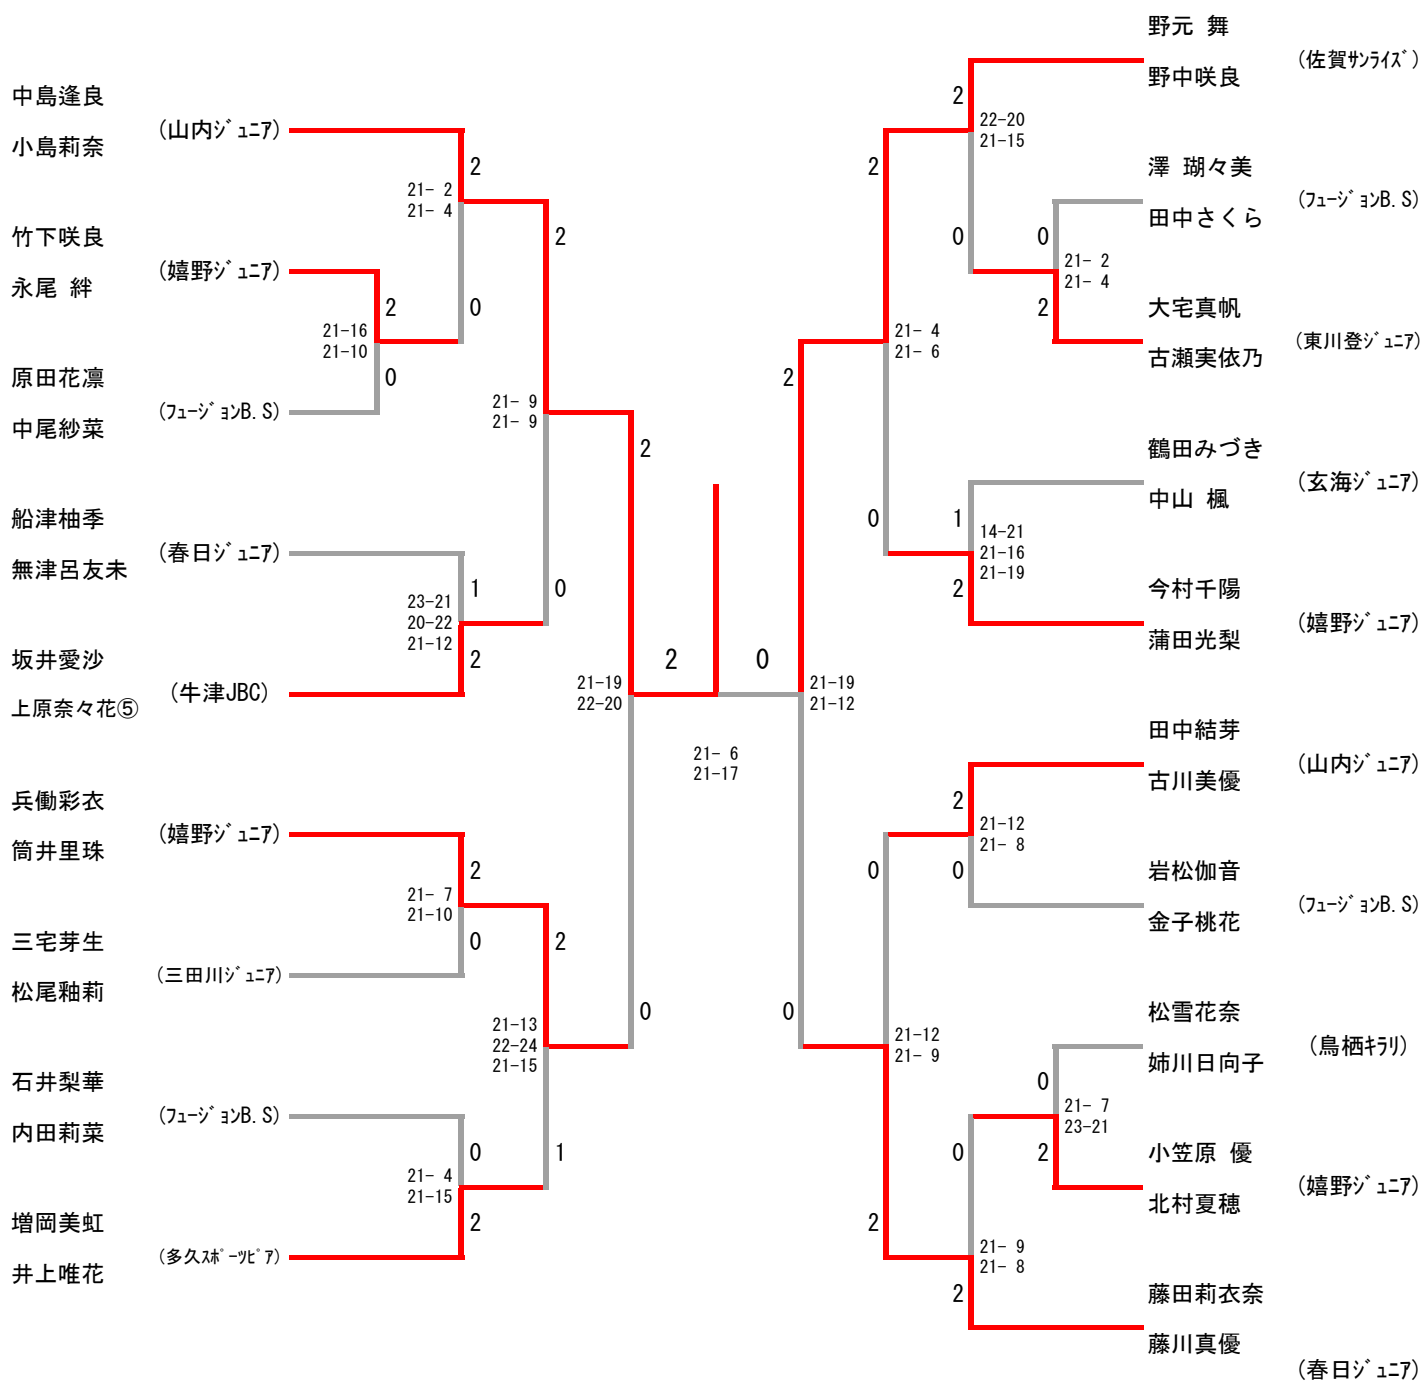 中島逢良
小島莉奈
(山内ｼﾞｭﾆｱ)
2
21- 2
21- 4
竹下咲良
永尾 絆
(嬉野ｼﾞｭﾆｱ)
2
0
21-16
21-10
原田花凛
中尾紗菜
(ﾌｭｰｼﾞｮﾝB.S)
0
2
21- 9
21- 9
船津柚季
無津呂友未
(春日ｼﾞｭﾆｱ)
1
0
23-21
20-22
21-12
坂井愛沙
上原奈々花⑤
(牛津JBC)
2
2
21-19
22-20
兵働彩衣
筒井里珠
(嬉野ｼﾞｭﾆｱ)
2
21- 7
21-10
三宅芽生
松尾釉莉
(三田川ｼﾞｭﾆｱ)
0
2
21-13
22-24
21-15
0
石井梨華
内田莉菜
(ﾌｭｰｼﾞｮﾝB.S)
0
1
21- 4
21-15
増岡美虹
井上唯花
(多久ｽﾎﾟｰﾂﾋﾟｱ)
2
2
0
21- 6
21-17
野元 舞
野中咲良
(佐賀ｻﾝﾗｲｽﾞ)
2
22-20
21-15
2
澤 瑚々美
田中さくら
(ﾌｭｰｼﾞｮﾝB.S)
0
0
21- 2
21- 4
大宅真帆
古瀬実依乃
(東川登ｼﾞｭﾆｱ)
2
21- 4
21- 6
2
鶴田みづき
中山 楓
(玄海ｼﾞｭﾆｱ)
1
0
14-21
21-16
21-19
今村千陽
蒲田光梨
(嬉野ｼﾞｭﾆｱ)
2
21-19
21-12
田中結芽
古川美優
(山内ｼﾞｭﾆｱ)
2
21-12
21- 8
岩松伽音
金子桃花
(ﾌｭｰｼﾞｮﾝB.S)
0
0
松雪花奈
姉川日向子
(鳥栖ｷﾗﾘ)
0
0
21-12
21- 9
21- 7
23-21
小笠原 優
北村夏穂
(嬉野ｼﾞｭﾆｱ)
2
0
2
21- 9
21- 8
藤田莉衣奈
藤川真優
(春日ｼﾞｭﾆｱ)
2